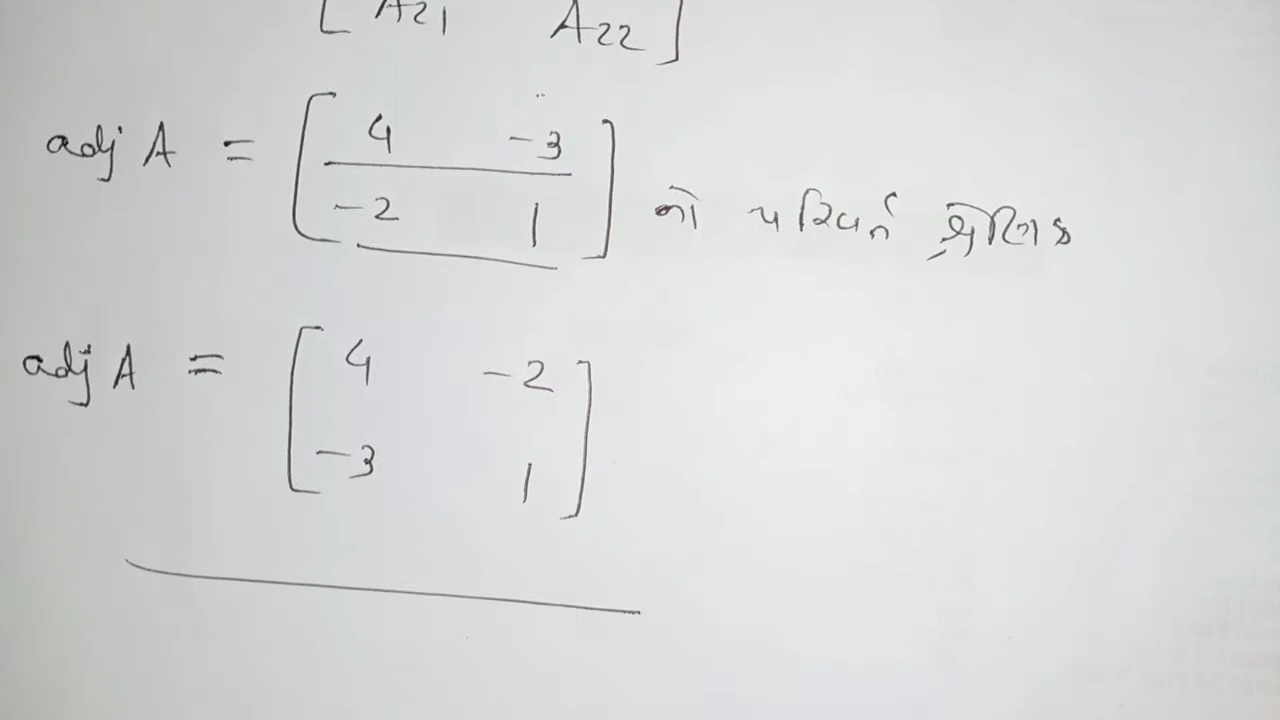 [ A21 A22 ]
adj A = [ 4 -3
-2 1 ] નો પરિવર્ત શ્રેણિક
adj A = [ 4 -2
-3 1 ]